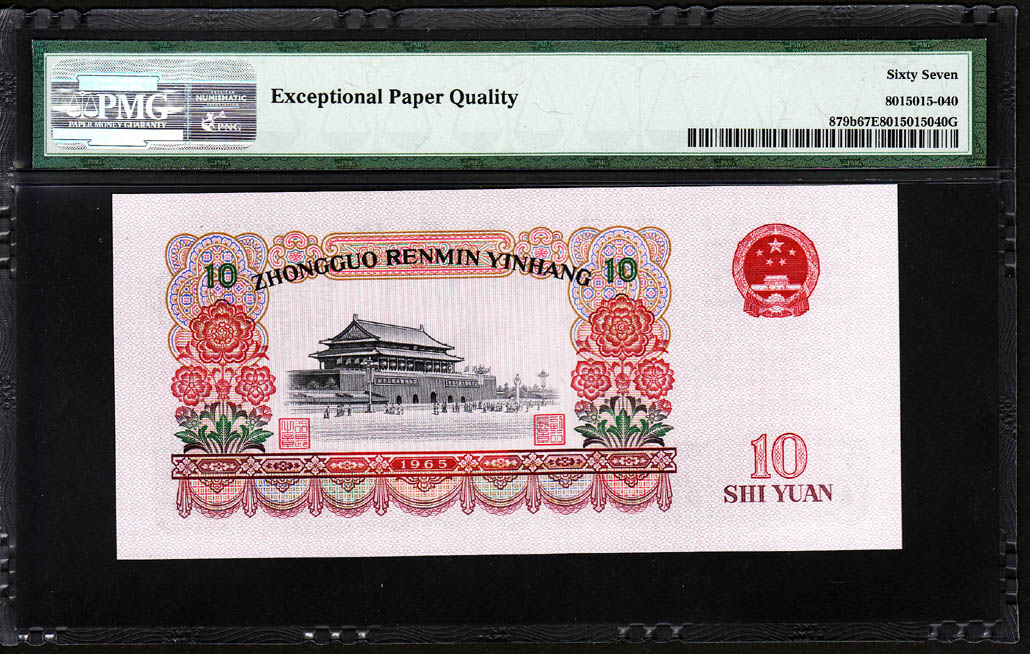 PMG
PAPER MONEY GUARANTY
NUMISMATIC
PNG
Exceptional Paper Quality
Sixty Seven
8015015-040
879b67E8015015040G
10 ZHONGGUO RENMIN YINHANG 10
1965
10
SHI YUAN